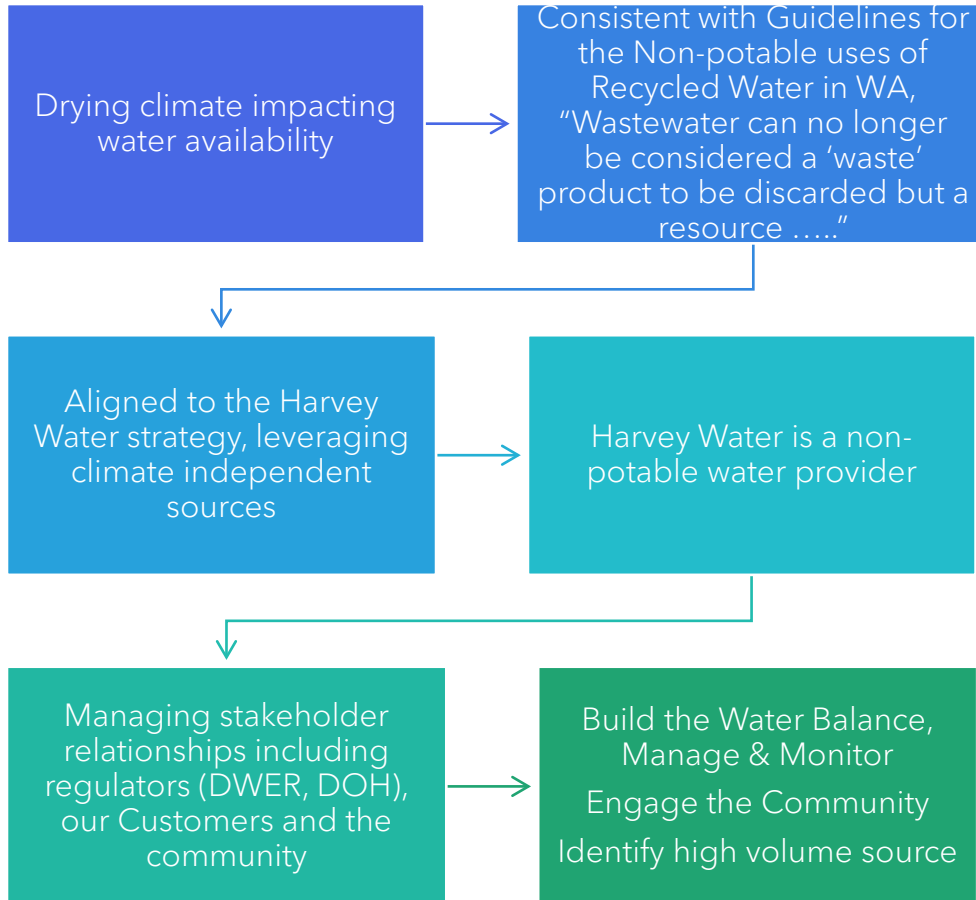 Drying climate impacting
water availability
Consistent with Guidelines for
the Non-potable uses of
Recycled Water in WA,
“Wastewater can no longer
be considered a ‘waste’
product to be discarded but a
resource …..”
Aligned to the Harvey
Water strategy, leveraging
climate independent
sources
Harvey Water is a non-
potable water provider
Managing stakeholder
relationships including
regulators (DWER, DOH),
our Customers and the
community
Build the Water Balance,
Manage & Monitor
Engage the Community
Identify high volume source